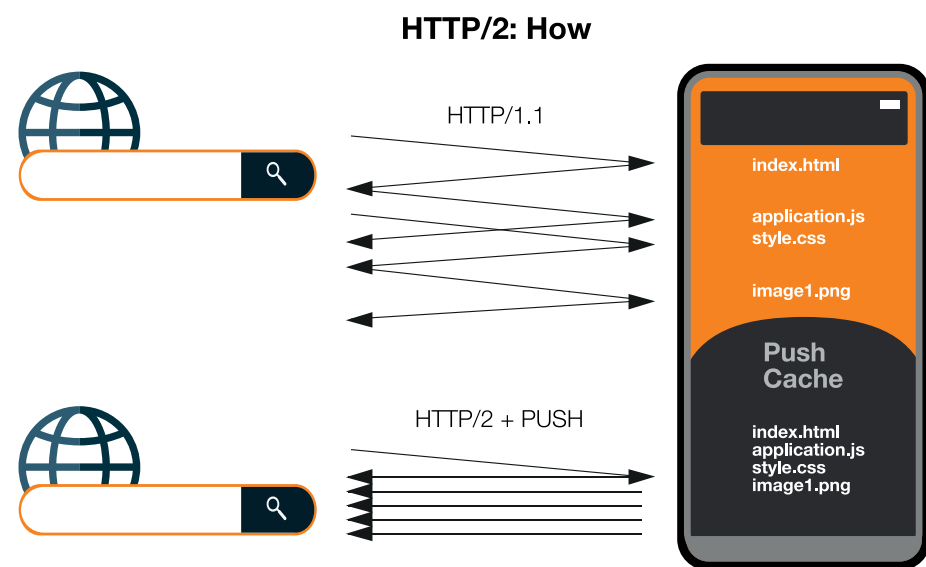 HTTP/2: How
HTTP/1.1
index.html
application.js
style.css
image1.png
Push
Cache
HTTP/2 + PUSH
index.html
application.js
style.css
image1.png